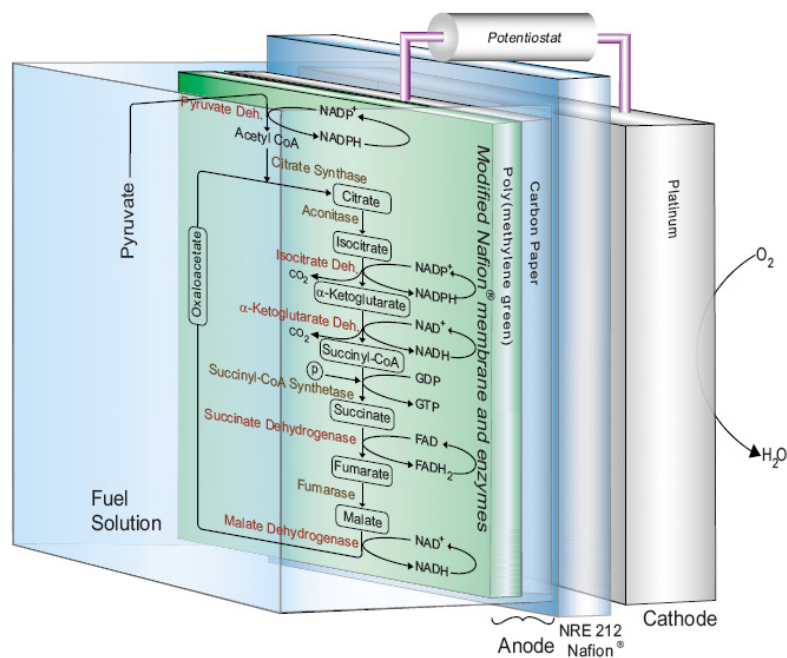 Potentiostat
Pyruvate Deh.
NADP+
NADPH
Acetyl CoA
Citrate Synthase
Citrate
Aconitase
Isocitrate
Isocitrate Deh.
NADP+
CO2
NADPH
α-Ketoglutarate
α-Ketoglutarate Deh.
NAD+
CO2
NADH
Succinyl-CoA
P
GDP
Succinyl-CoA Synthetase
GTP
Succinate
Succinate Dehydrogenase
FAD
FADH2
Fumarate
Fumarase
Malate
Malate Dehydrogenase
NAD+
NADH
Pyruvate
Oxaloacetate
Fuel
Solution
Modified Nafion® membrane and enzymes
Poly(methylene green)
Carbon Paper
Platinum
O2
H2O
Anode
NRE 212
Nafion®
Cathode